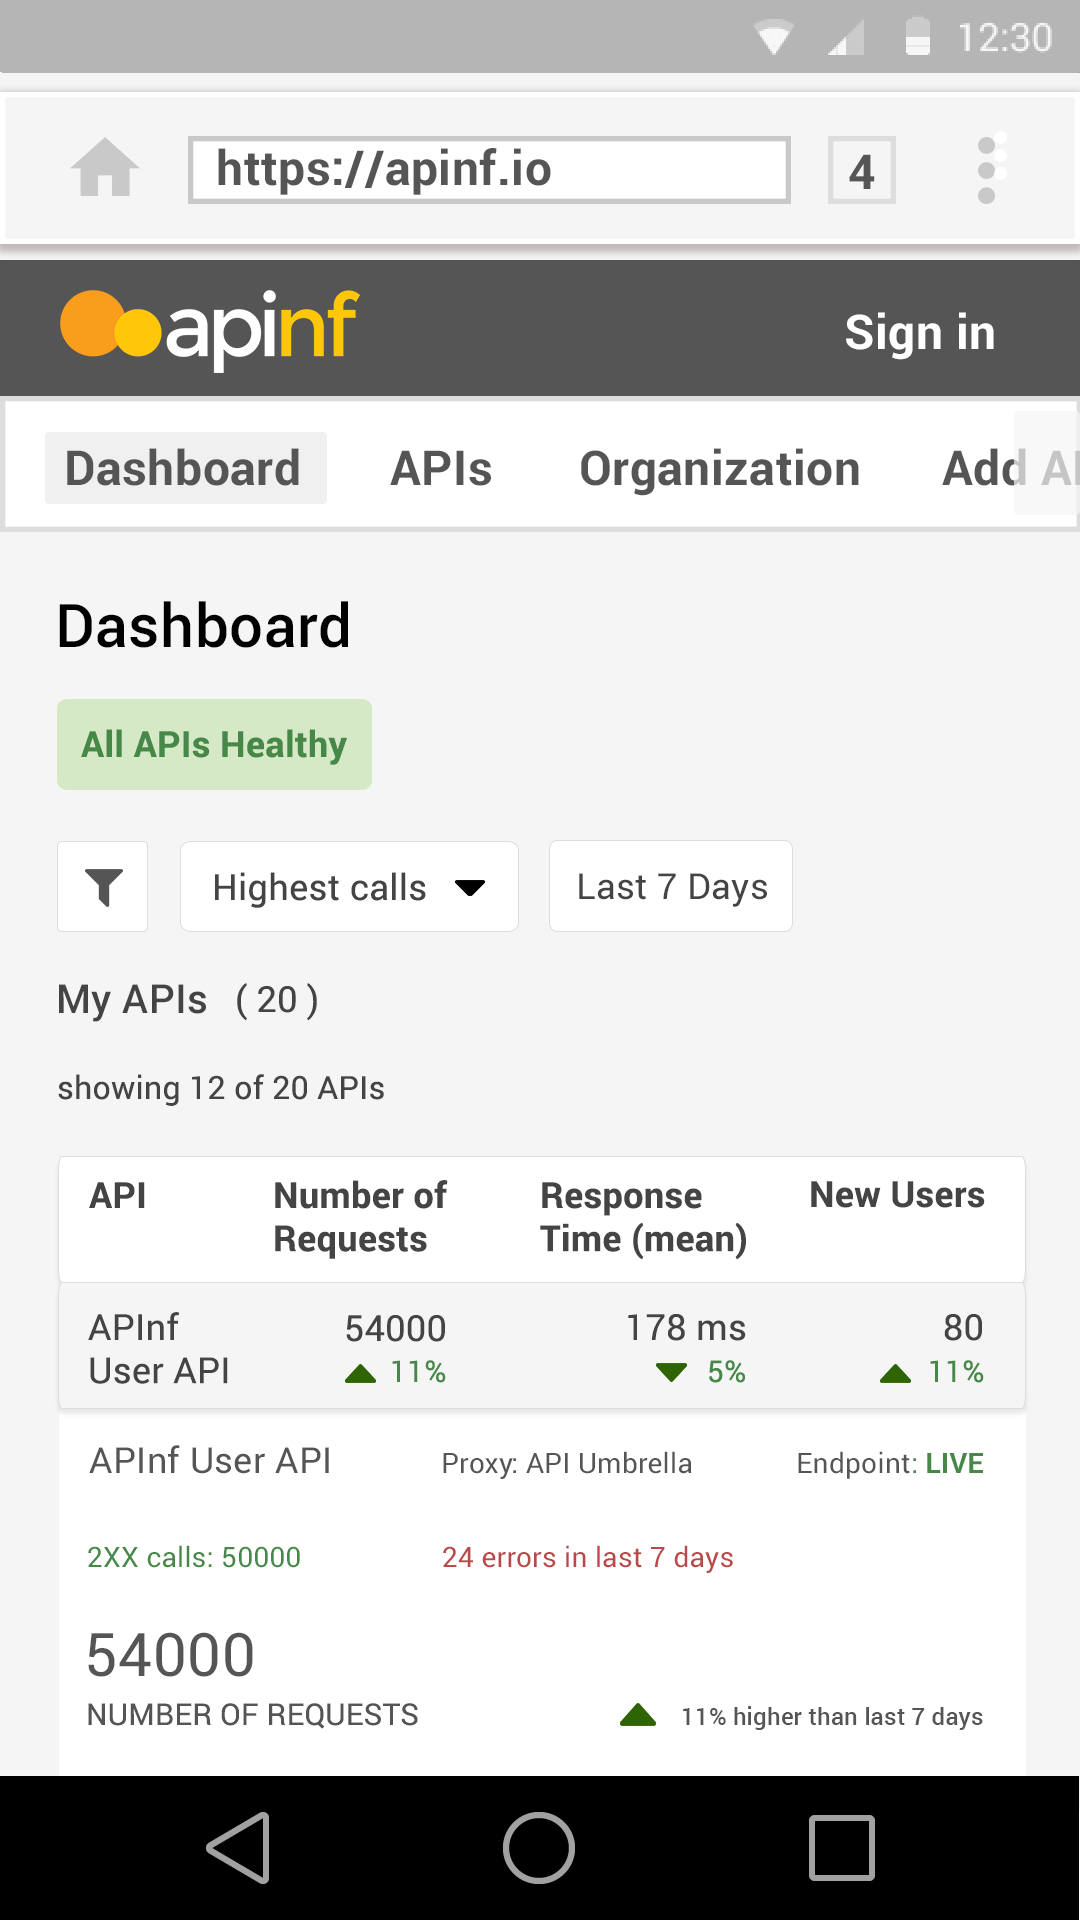 12:30
https://apinf.io
4
apinf
Sign in
Dashboard APIs Organization Add A
Dashboard
All APIs Healthy
Highest calls
Last 7 Days
My APIs ( 20 )
showing 12 of 20 APIs
API Number of Requests Response Time (mean) New Users
APInf User API 54000 178 ms 80
11% 5% 11%
APInf User API Proxy: API Umbrella Endpoint: LIVE
2XX calls: 50000 24 errors in last 7 days
54000
NUMBER OF REQUESTS 11% higher than last 7 days